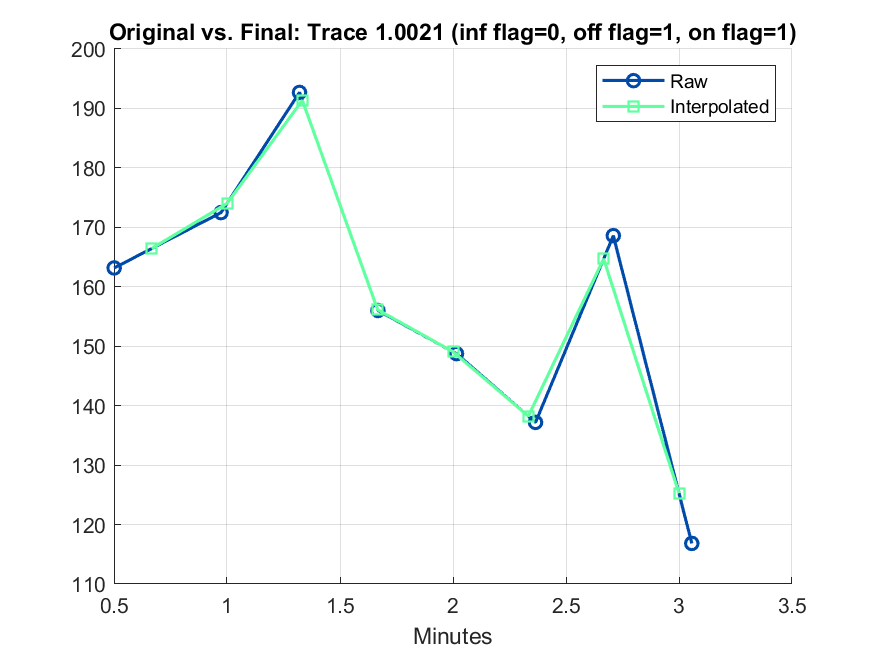 Original vs. Final: Trace 1.0021 (inf flag=0, off flag=1, on flag=1)
200
190
180
170
160
150
140
130
120
110
Raw
Interpolated
0.5 1 1.5 2 2.5 3 3.5
Minutes